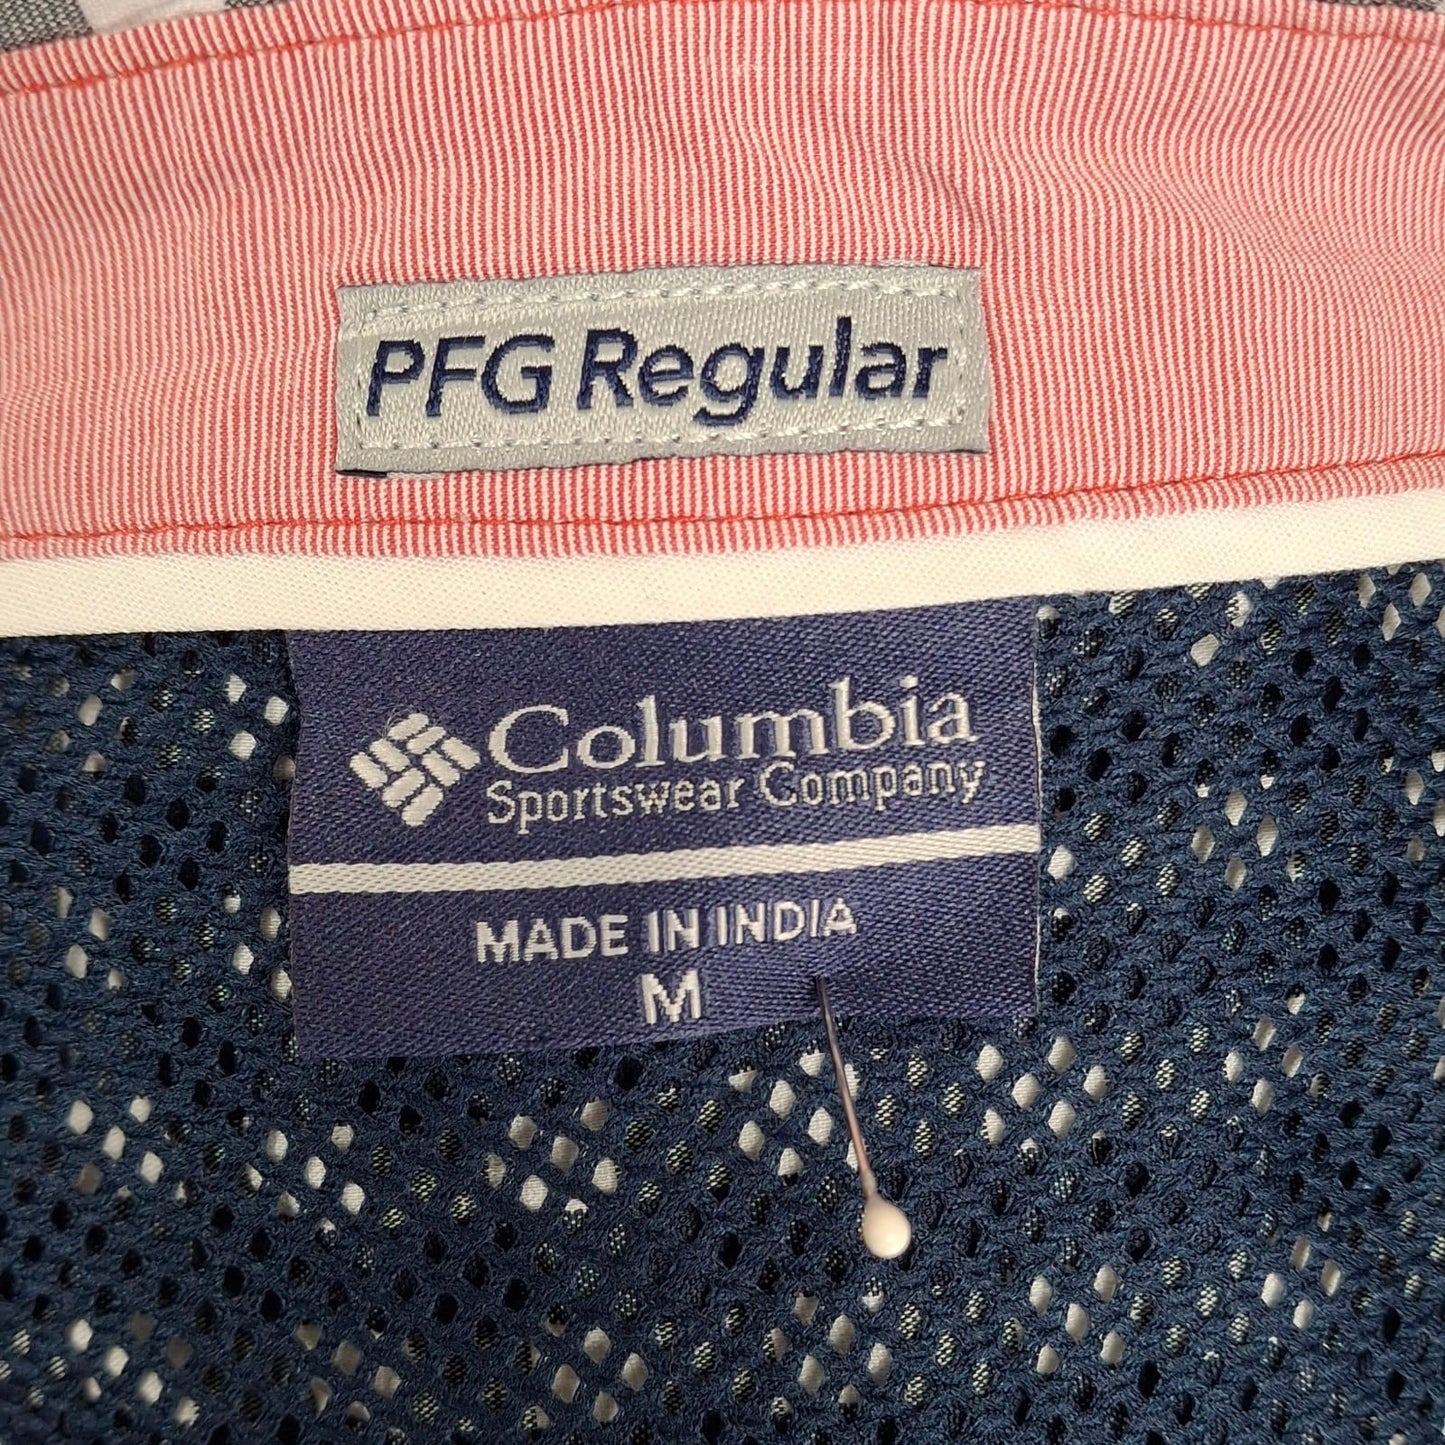 PFG Regular
Columbia
Sportswear Company
MADE IN INDIA
M